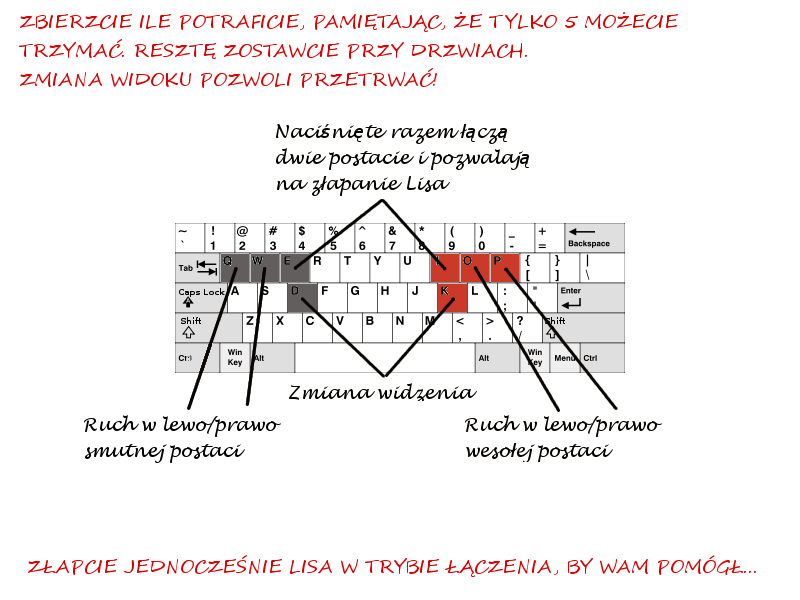 ZBIERZCIE ILE POTRAFICIE, PAMIĘTAJĄC, ŻE TYLKO 5 MOŻECIE
TRZYMAĆ. RESZTĘ ZOSTAWCIE PRZY DRZWIACH.
ZMIANA WIDOKU POZWOLI PRZETRWAĆ!
Naciśnięte razem łączą
dwie postacie i pozwalają
na złapanie Lisa
~ ! @ # $ % ^ & * ( ) _ +
` 1 2 3 4 5 6 7 8 9 0 - = Backspace
Tab Q W E R T Y U I O P { [ } ] | \
Caps Lock A S D F G H J K L : ; " ' Enter
Shift Z X C V B N M < , > . ? / Shift
Win Key Alt Alt Win Key Menu Ctrl
Zmiana widzenia
Ruch w lewo/prawo
smutnej postaci
Ruch w lewo/prawo
wesołej postaci
ZŁAPCIE JEDNOCZEŚNIE LISA W TRYBIE ŁĄCZENIA, BY WAM POMÓGŁ...